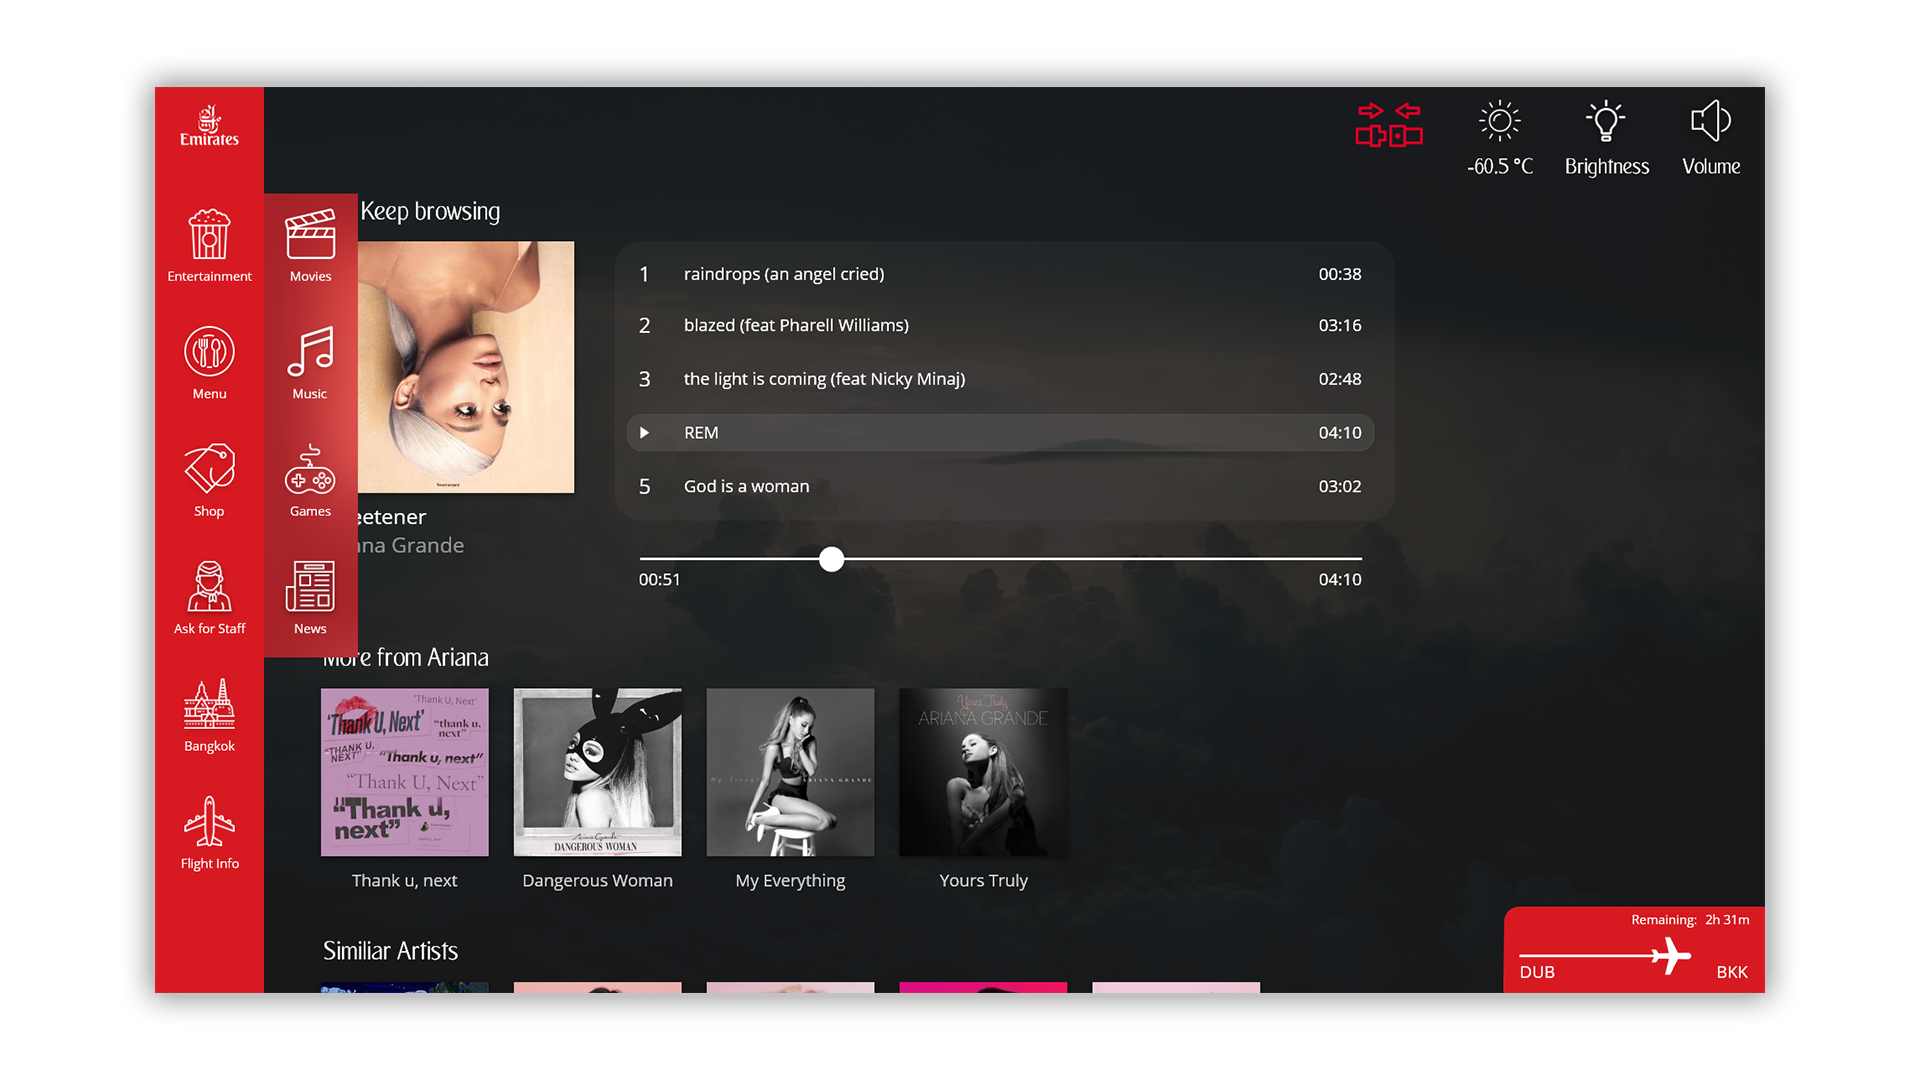 Emirates
-60.5 °C
Brightness
Volume
Entertainment
Menu
Shop
Ask for Staff
Bangkok
Flight Info
Movies
Music
Games
News
Keep browsing
Sweetener
eetener
na Grande
1 raindrops (an angel cried) 00:38
2 blazed (feat Pharell Williams) 03:16
3 the light is coming (feat Nicky Minaj) 02:48
REM 04:10
5 God is a woman 03:02
00:51 04:10
More from Ariana
'Thank U, Next'
'Thank U, Next'
"thank u, next"
"THANK U, NEXT"
"Thank u, next"
"Thank U, Next"
"Thank u, next"
Thank u, next
Ariana Grande
DANGEROUS WOMAN
Dangerous Woman
My Everything
ARIANA GRANDE
My Everything
Yours Truly
ARIANA GRANDE
Yours Truly
Similiar Artists
Remaining: 2h 31m
DUB BKK